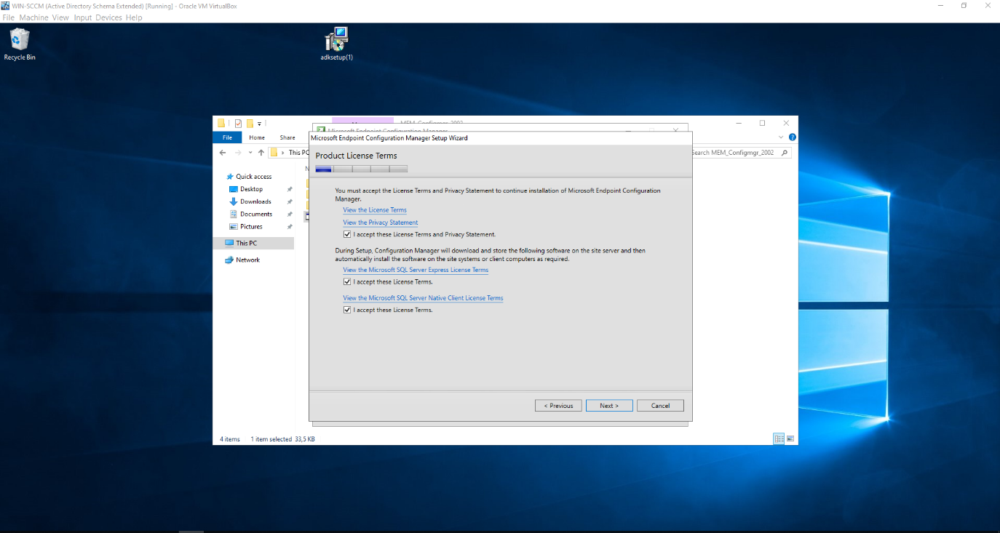 WIN-SCCM (Active Directory Schema Extended) [Running] - Oracle VM VirtualBox
File Machine View Input Devices Help
Recycle Bin
adksetup(1)
MEM_Configmgr_2002
Microsoft Endpoint Configuration Manager
File Home Share
Microsoft Endpoint Configuration Manager Setup Wizard
This PC
Search MEM_Configmgr_2002
Product License Terms
Quick access
Desktop
Downloads
Documents
Pictures
This PC
Network
You must accept the License Terms and Privacy Statement to continue installation of Microsoft Endpoint Configuration
Manager.
View the License Terms
View the Privacy Statement
I accept these License Terms and Privacy Statement.
During Setup, Configuration Manager will download and store the following software on the site server and then
automatically install the software on the site systems or client computers as required.
View the Microsoft SQL Server Express License Terms
I accept these License Terms.
View the Microsoft SQL Server Native Client License Terms
I accept these License Terms.
< Previous
Next >
Cancel
4 items 1 item selected 33,5 KB